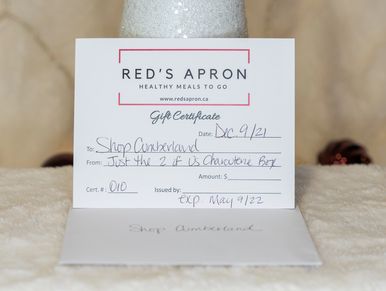 RED'S APRON
HEALTHY MEALS TO GO
www.redsapron.ca
Gift Certificate
Date: Dec. 9/21
To: Shop Cumberland
From: Just the 2 of Us Charcuterie Box
Amount: $
Cert. #: 010 Issued by:
exp. May 9/22
Shop Cumberland